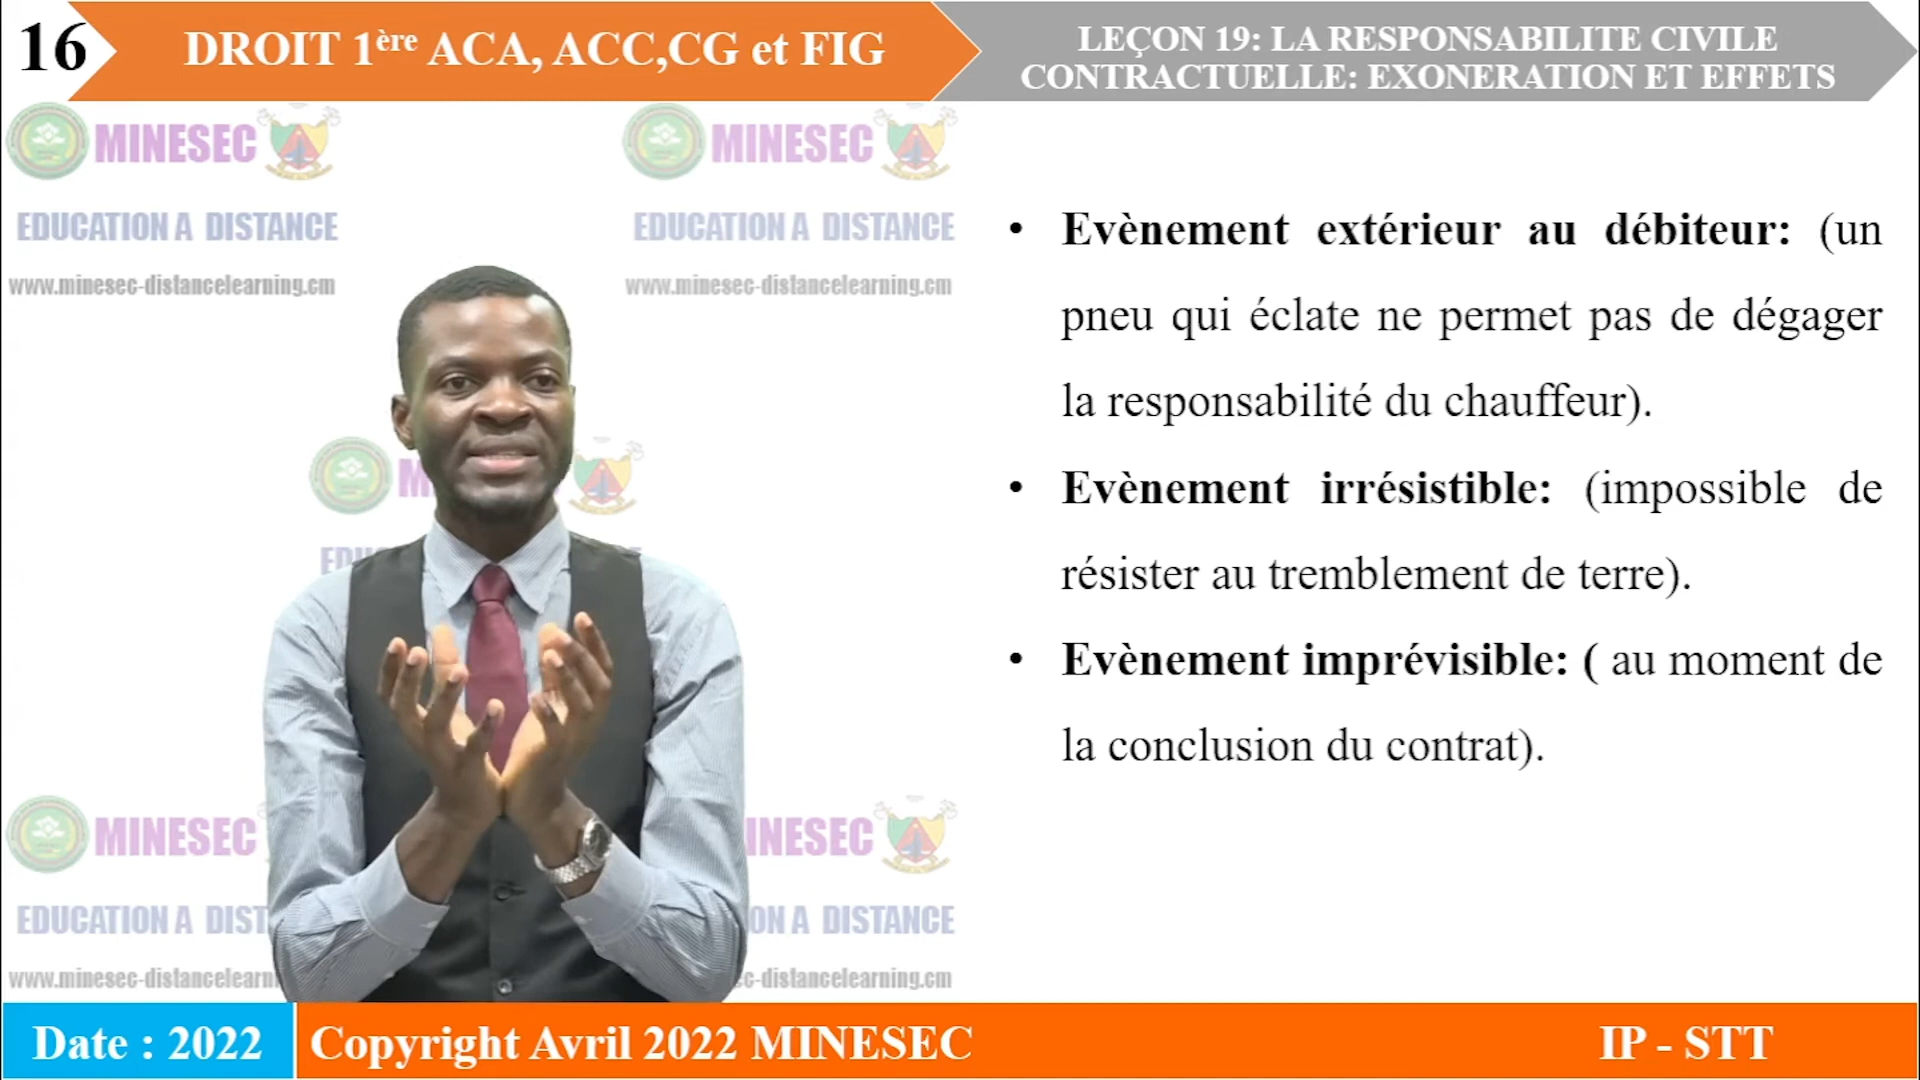 16
DROIT 1ère ACA, ACC,CG et FIG
LEÇON 19: LA RESPONSABILITE CIVILE
CONTRACTUELLE: EXONERATION ET EFFETS
MINESEC
EDUCATION A DISTANCE
www.minesec-distancelearning.cm
MINESEC
EDUCATION A DISTANCE
www.minesec-distancelearning.cm
• Evènement extérieur au débiteur: (un
pneu qui éclate ne permet pas de dégager
la responsabilité du chauffeur).
• Evènement irrésistible: (impossible de
résister au tremblement de terre).
• Evènement imprévisible: ( au moment de
la conclusion du contrat).
M
EDU
MINESEC
EDUCATION A DIST
www.minesec-distancelearn
INESEC
ON A DISTANCE
c-distancelearning.cm
Date : 2022
Copyright Avril 2022 MINESEC
IP - STT